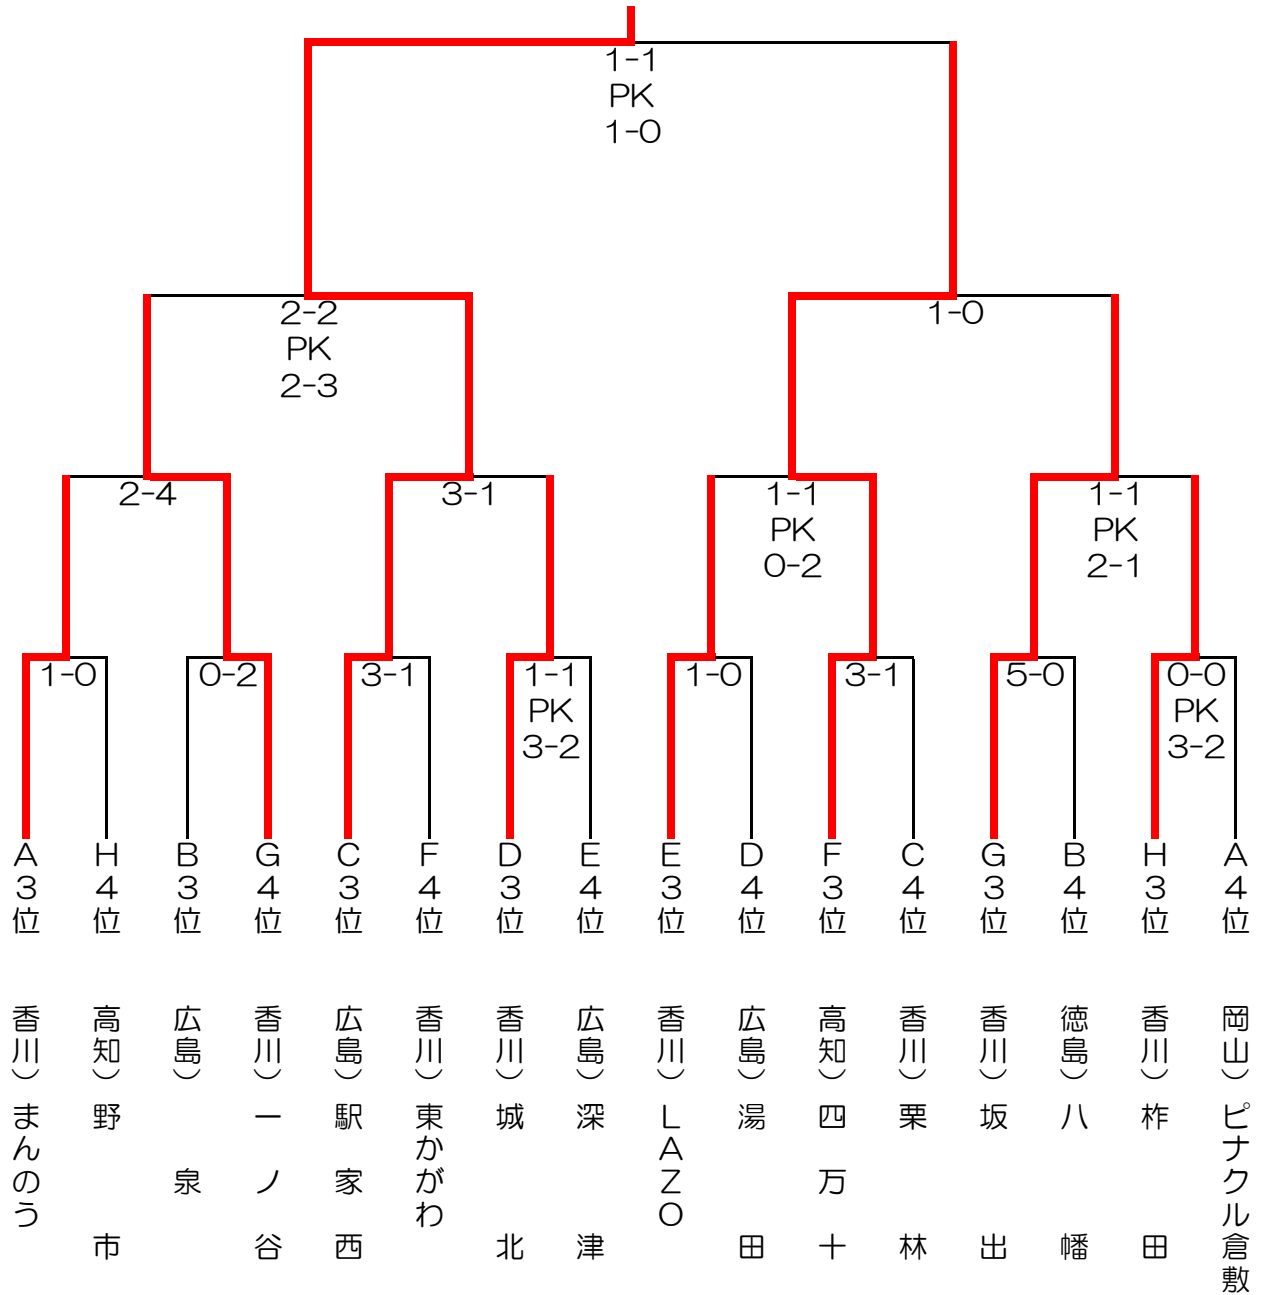 1-1
PK
1-0
2-2
PK
2-3
1-0
2-4
3-1
1-1
PK
0-2
1-1
PK
2-1
1-0
0-2
3-1
1-1
PK
3-2
1-0
3-1
5-0
0-0
PK
3-2
A3位 香川）まんのう
H4位 高知）野市
B3位 広島）泉
G4位 香川）一ノ谷
C3位 広島）駅家西
F4位 香川）東かがわ
D3位 香川）城北
E4位 広島）深津
E3位 香川）LAZO
D4位 広島）湯田
F3位 高知）四万十
C4位 香川）栗林
G3位 香川）坂出
B4位 徳島）八幡
H3位 香川）柞田
A4位 岡山）ピナクル倉敷